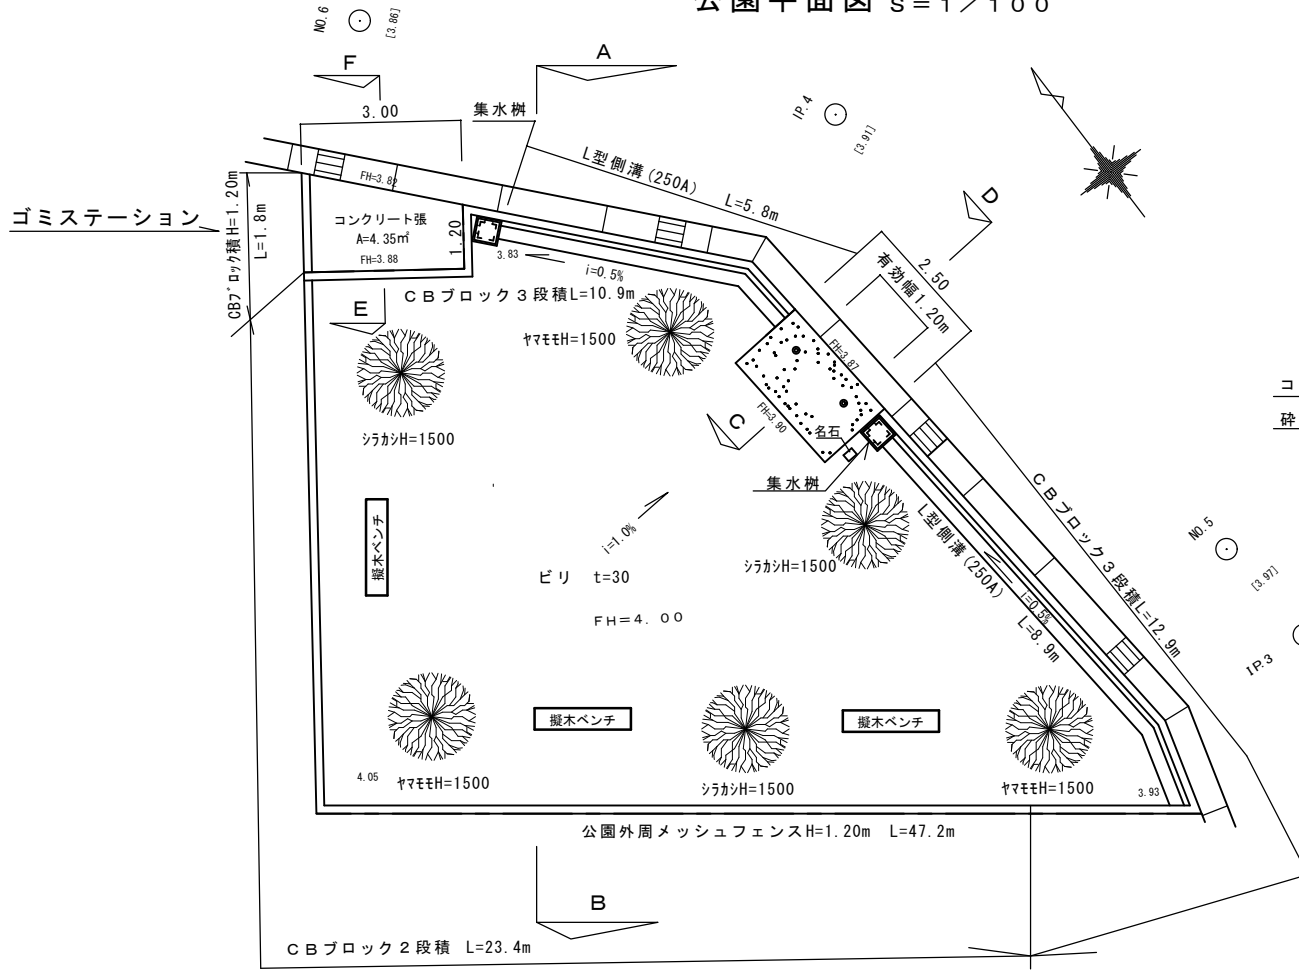 公園平面図 S=1/100
NO.6
[3.86]
F
A
3.00
集水桝
IP.4
[3.91]
L型側溝(250A)
L=5.8m
D
ゴミステーション
CBブロック積H=1.20m
L=1.8m
FH=3.82
コンクリート張
A=4.35㎡
FH=3.88
1.20
3.83
i=0.5%
2.50
有効幅1.20m
E
CBブロック3段積L=10.9m
ヤマモモH=1500
FH=3.87
シラカシH=1500
FH=3.90
C
名石
集水桝
コ
砕
擬木ベンチ
i=1.0%
ビリ t=30
FH=4.00
シラカシH=1500
L型側溝(250A)
i=0.5%
L=8.9m
CBブロック3段積L=12.9m
NO.5
[3.97]
IP.3
擬木ベンチ
擬木ベンチ
4.05
ヤマモモH=1500
シラカシH=1500
ヤマモモH=1500
3.93
公園外周メッシュフェンスH=1.20m L=47.2m
B
CBブロック2段積 L=23.4m